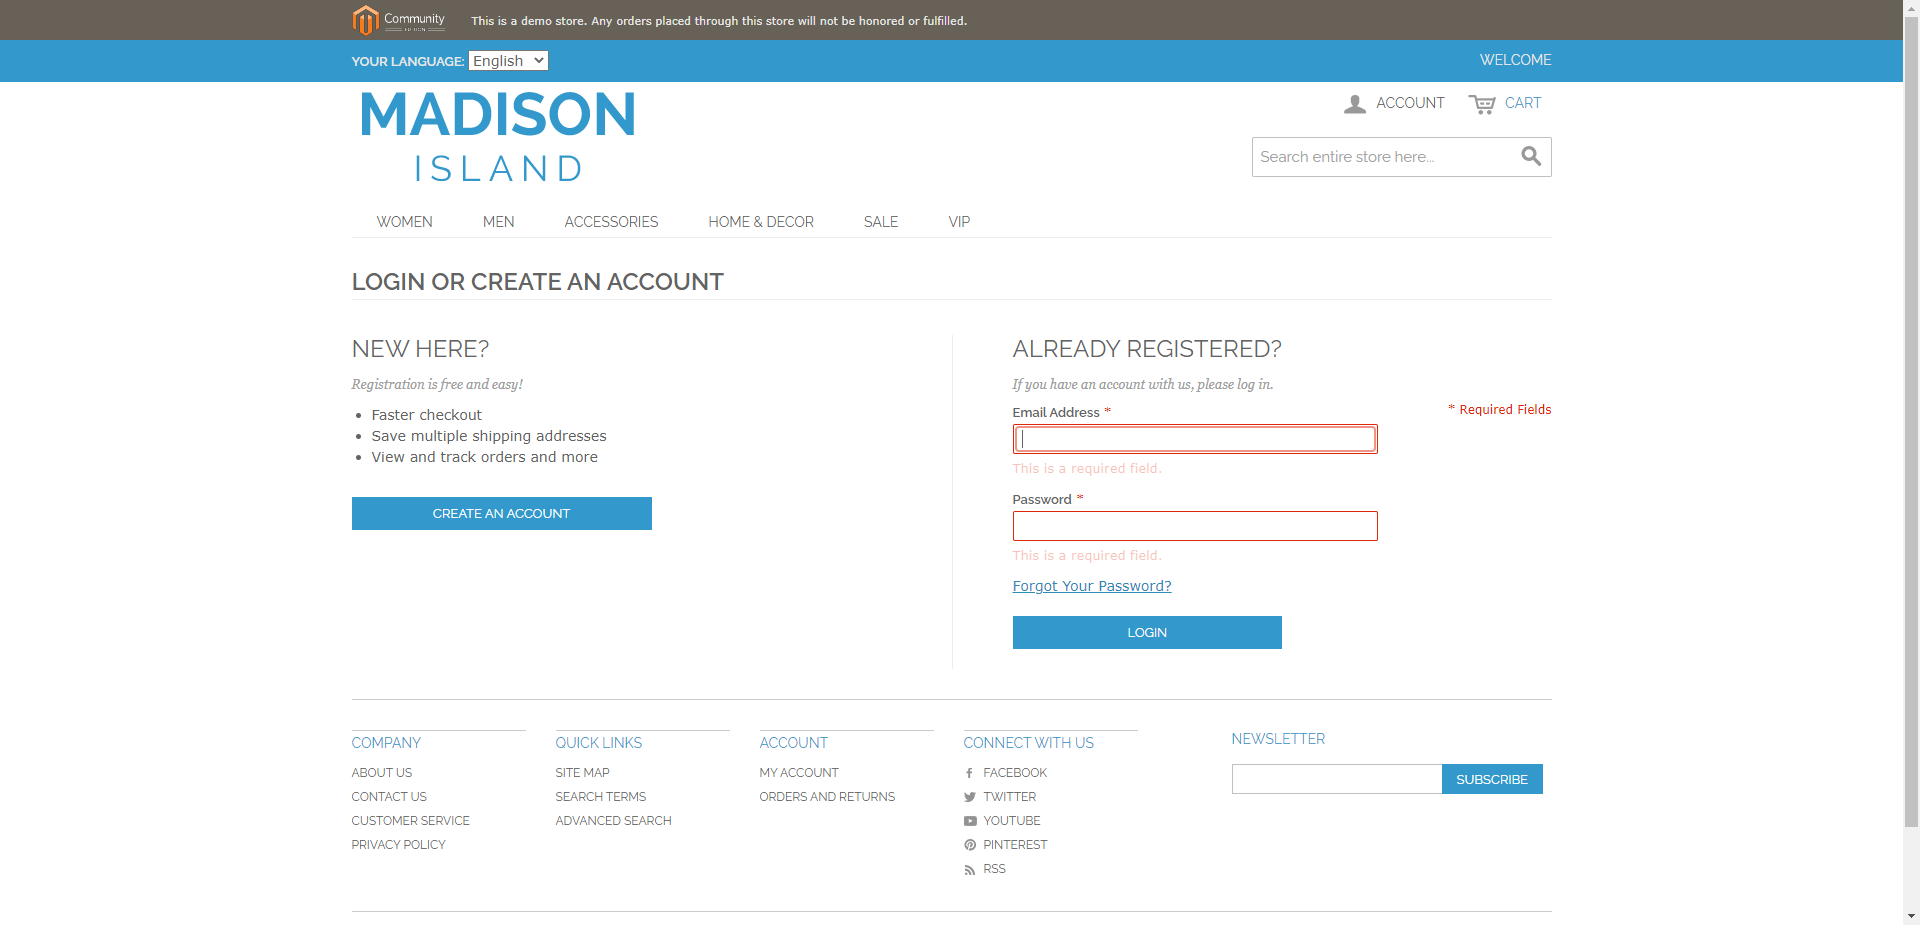 Community
This is a demo store. Any orders placed through this store will not be honored or fulfilled.
YOUR LANGUAGE: English
WELCOME
MADISON
ISLAND
ACCOUNT
CART
Search entire store here...
WOMEN
MEN
ACCESSORIES
HOME & DECOR
SALE
VIP
LOGIN OR CREATE AN ACCOUNT
NEW HERE?
Registration is free and easy!
Faster checkout
Save multiple shipping addresses
View and track orders and more
CREATE AN ACCOUNT
ALREADY REGISTERED?
If you have an account with us, please log in.
* Required Fields
Email Address *
This is a required field.
Password *
This is a required field.
Forgot Your Password?
LOGIN
COMPANY
ABOUT US
CONTACT US
CUSTOMER SERVICE
PRIVACY POLICY
QUICK LINKS
SITE MAP
SEARCH TERMS
ADVANCED SEARCH
ACCOUNT
MY ACCOUNT
ORDERS AND RETURNS
CONNECT WITH US
FACEBOOK
TWITTER
YOUTUBE
PINTEREST
RSS
NEWSLETTER
SUBSCRIBE